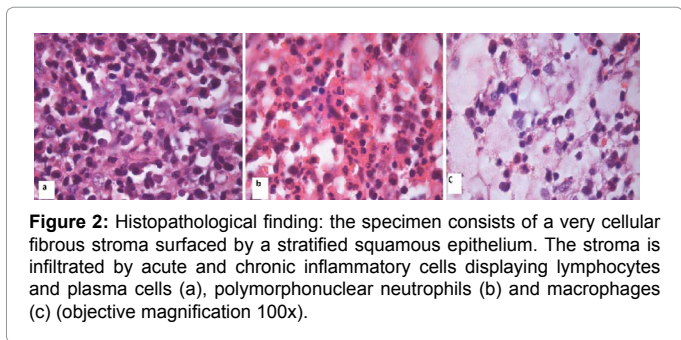 a
b
C
Figure 2: Histopathological finding: the specimen consists of a very cellular
fibrous stroma surfaced by a stratified squamous epithelium. The stroma is
infiltrated by acute and chronic inflammatory cells displaying lymphocytes
and plasma cells (a), polymorphonuclear neutrophils (b) and macrophages
(c) (objective magnification 100x).